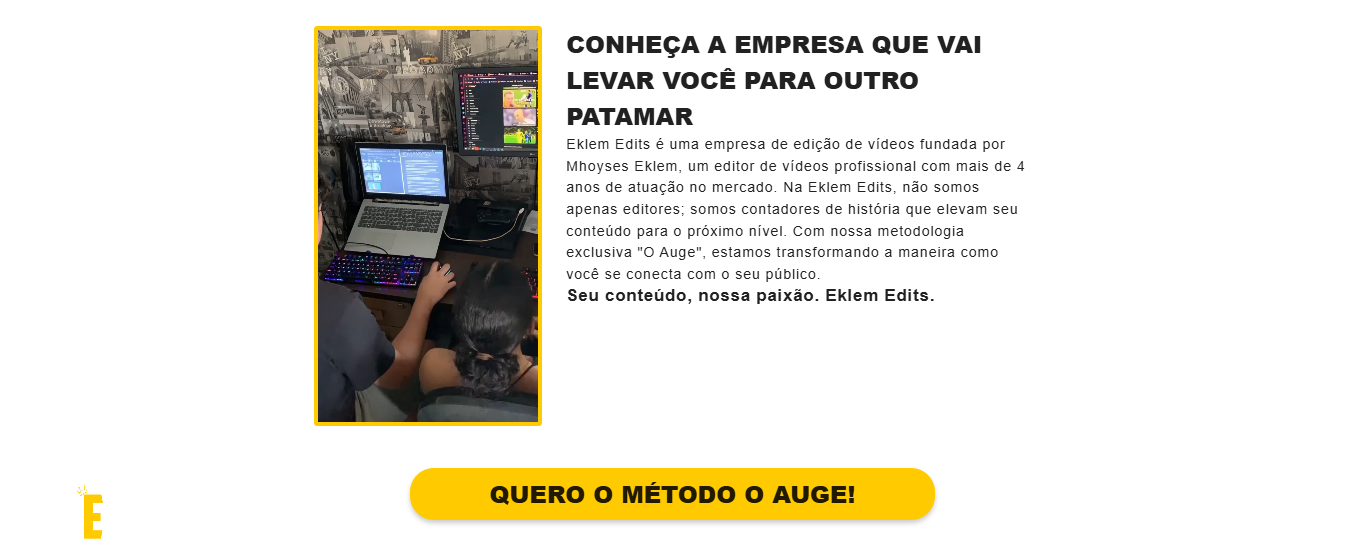 CONHEÇA A EMPRESA QUE VAI
LEVAR VOCÊ PARA OUTRO
PATAMAR
Eklem Edits é uma empresa de edição de vídeos fundada por
Mhoyses Eklem, um editor de vídeos profissional com mais de 4
anos de atuação no mercado. Na Eklem Edits, não somos
apenas editores; somos contadores de história que elevam seu
conteúdo para o próximo nível. Com nossa metodologia
exclusiva "O Auge", estamos transformando a maneira como
você se conecta com o seu público.
Seu conteúdo, nossa paixão. Eklem Edits.
QUERO O MÉTODO O AUGE!
E